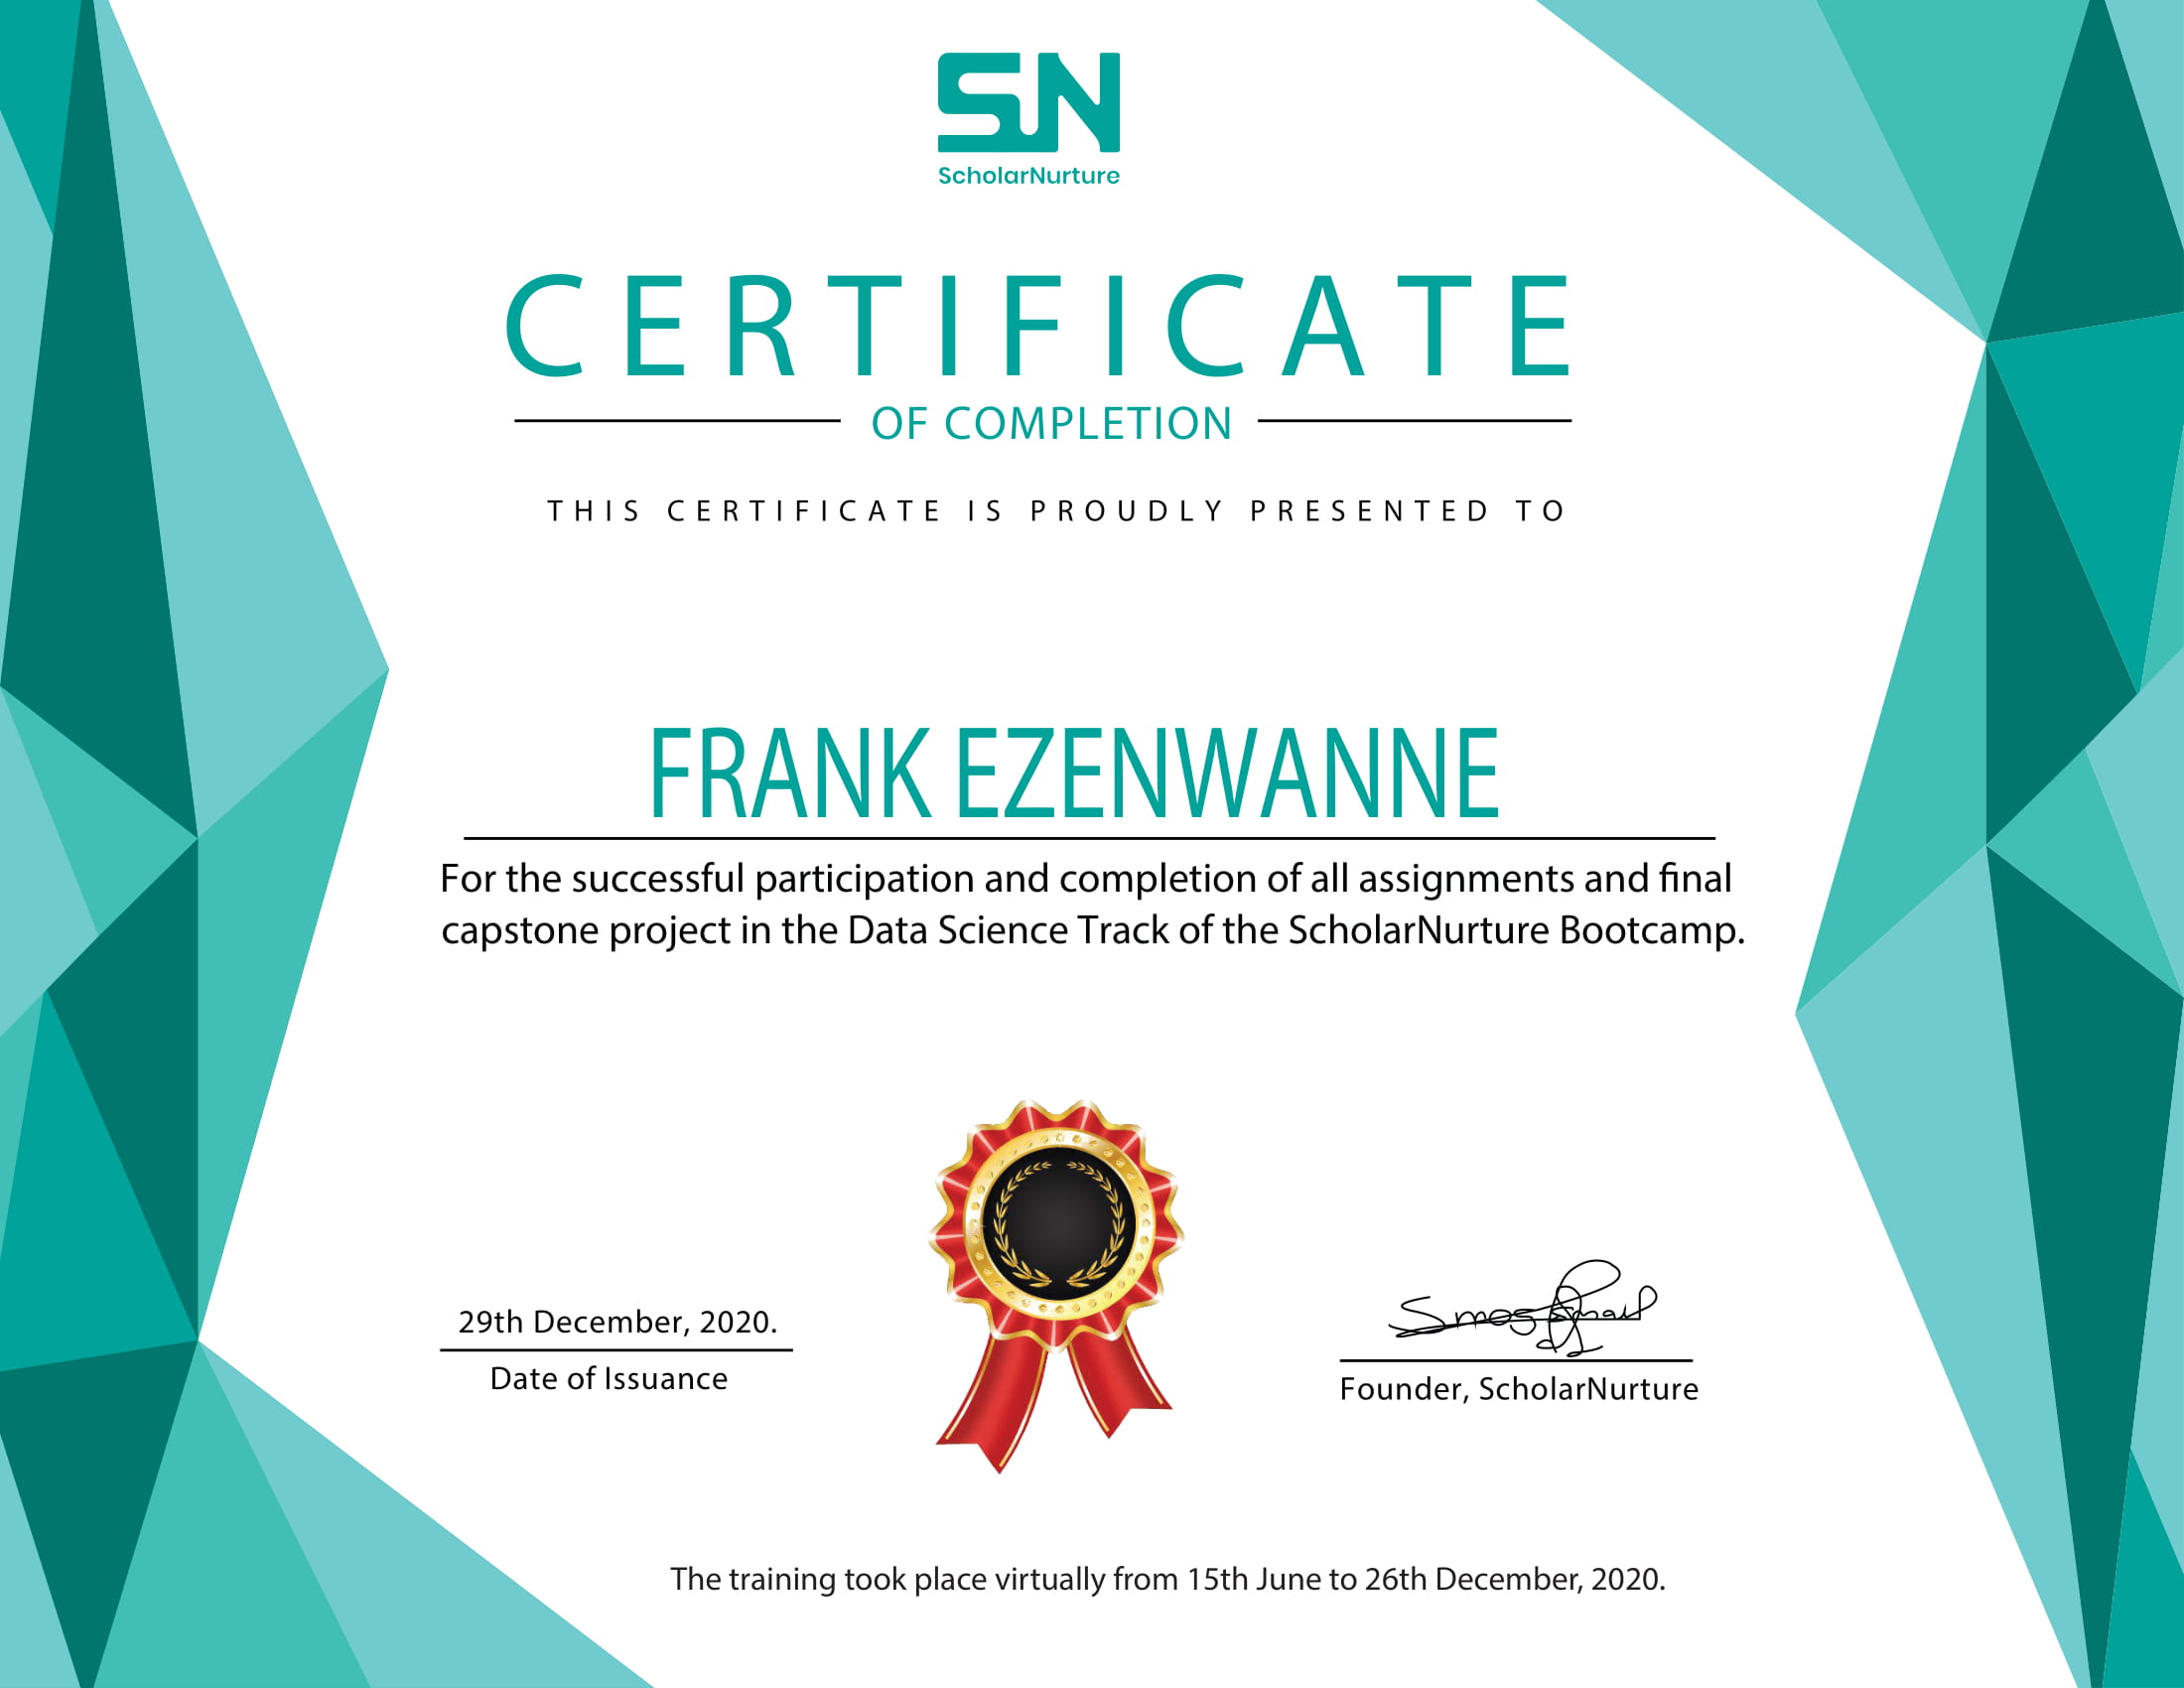 SN
ScholarNurture
CERTIFICATE
OF COMPLETION
THIS CERTIFICATE IS PROUDLY PRESENTED TO
FRANK EZENWANNE
For the successful participation and completion of all assignments and final
capstone project in the Data Science Track of the ScholarNurture Bootcamp.
29th December, 2020.
Date of Issuance
Founder, ScholarNurture
The training took place virtually from 15th June to 26th December, 2020.